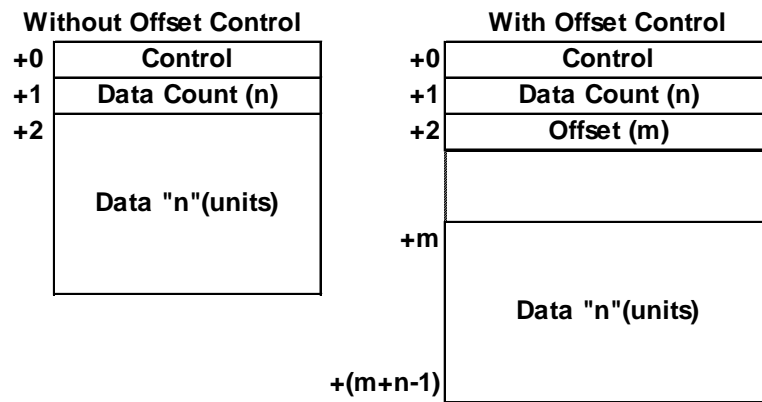 Without Offset Control
+0 Control
+1 Data Count (n)
+2
Data "n"(units)
With Offset Control
+0 Control
+1 Data Count (n)
+2 Offset (m)
+m
Data "n"(units)
+(m+n-1)